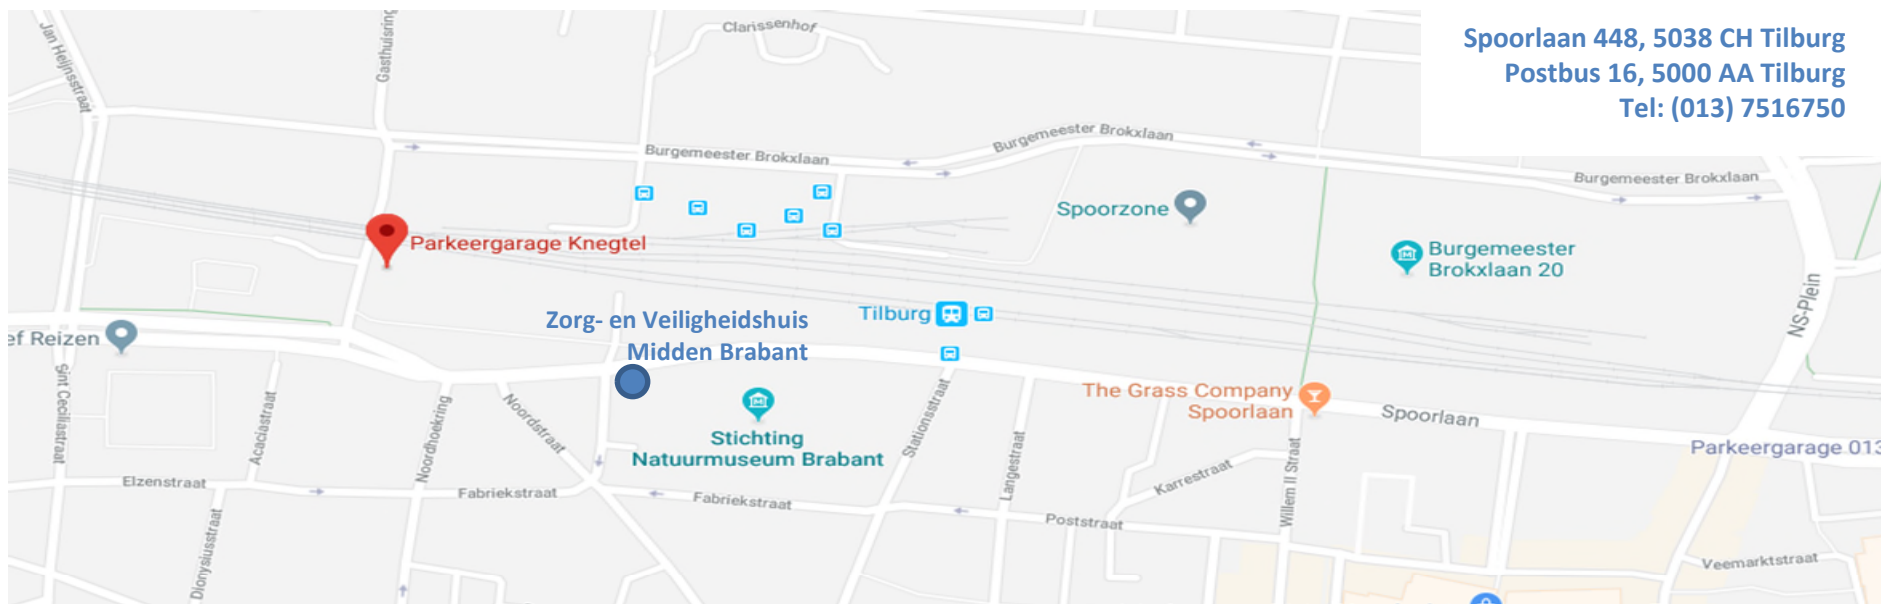 Spoorlaan 448, 5038 CH Tilburg
Postbus 16, 5000 AA Tilburg
Tel: (013) 7516750
Jan Heijnsstraat
Gasthuisring
Clarissenhof
Burgemeester Brokxlaan
Burgemeester Brokxlaan
Burgemeester Brokxlaan
Spoorzone
Parkeergarage Knegtel
Burgemeester
Brokxlaan 20
NS-Plein
Zorg- en Veiligheidshuis
Midden Brabant
Tilburg
ef Reizen
Sint Ceciliastraat
Acaciastraat
Noordhoekring
Noordstraat
Stichting
Natuurmuseum Brabant
Stationsstraat
Langestraat
The Grass Company
Spoorlaan
Spoorlaan
Parkeergarage 013
Karrestraat
Willem II Straat
Elzenstraat
Fabriekstraat
Fabriekstraat
Poststraat
Dionysiusstraat
Veemarktstraat